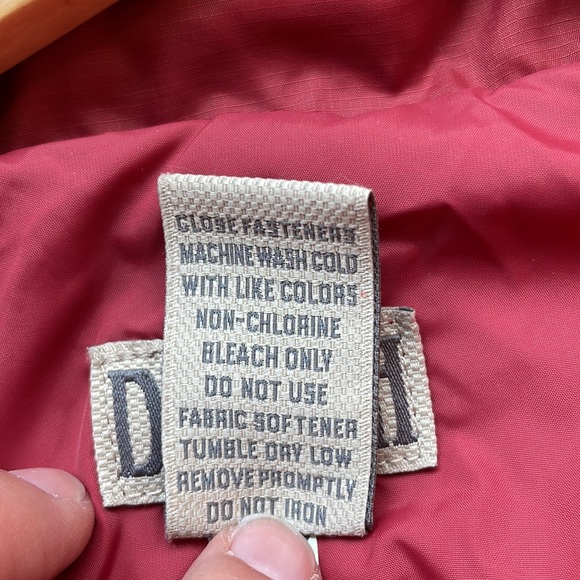 CLOSE FASTENERS
MACHINE WASH COLD
WITH LIKE COLORS
NON-CHLORINE
BLEACH ONLY
DO NOT USE
FABRIC SOFTENER
TUMBLE DRY LOW
REMOVE PROMPTLY
DO NOT IRON
D